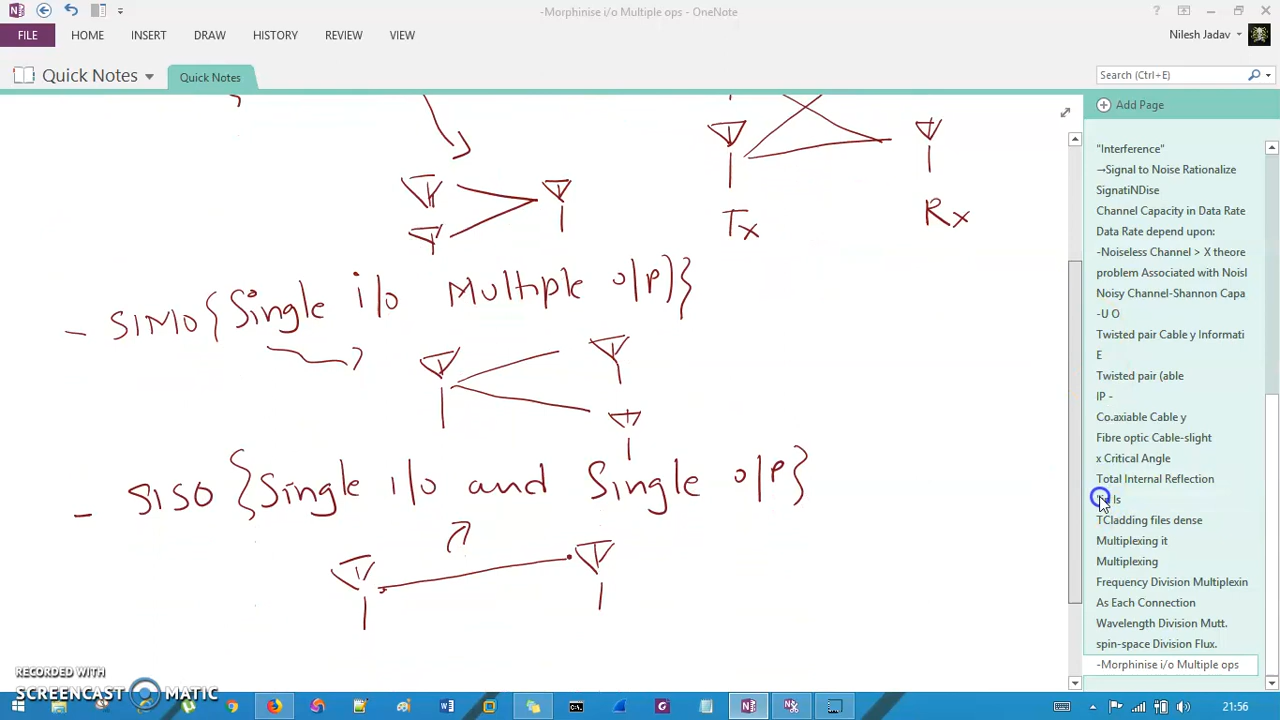 -Morphinise i/o Multiple ops - OneNote
FILE HOME INSERT DRAW HISTORY REVIEW VIEW
Nilesh Jadav
Quick Notes
Quick Notes
Search (Ctrl+E)
Add Page
Tx
Rx
- SIMO {Single i/o Multiple o/p)}
- SISO {Single i/o and Single o/p}
"Interference"
→Signal to Noise Rationalize
SignatiNDise
Channel Capacity in Data Rate
Data Rate depend upon:
-Noiseless Channel > X theore
problem Associated with Noisl
Noisy Channel-Shannon Capa
-U O
Twisted pair Cable y Informati
E
Twisted pair (able
IP -
Co.axiable Cable y
Fibre optic Cable-slight
x Critical Angle
Total Internal Reflection
ls
TCladding files dense
Multiplexing it
Multiplexing
Frequency Division Multiplexin
As Each Connection
Wavelength Division Mutt.
spin-space Division Flux.
-Morphinise i/o Multiple ops
RECORDED WITH
SCREENCAST MATIC
21:56